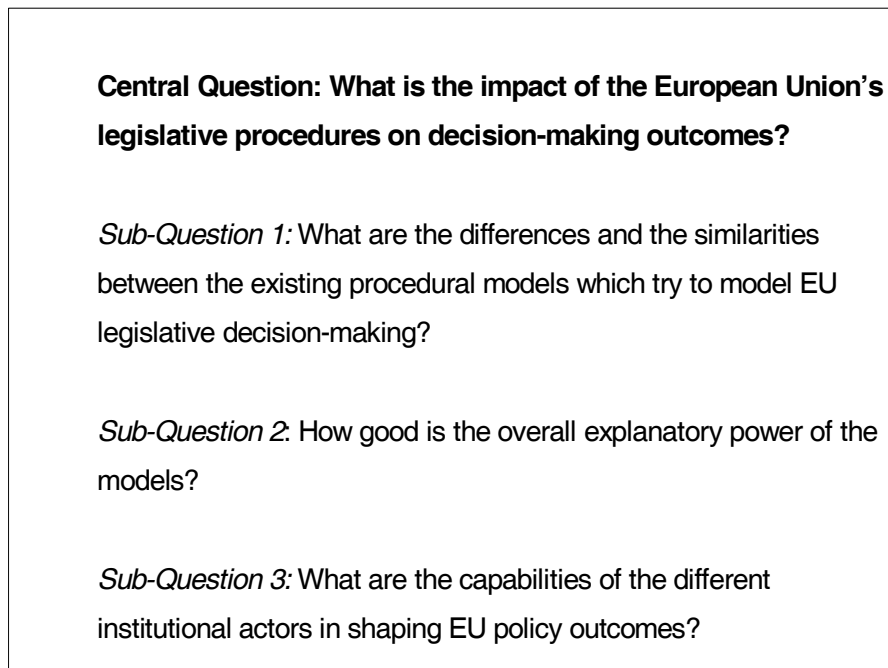 Central Question: What is the impact of the European Union’s
legislative procedures on decision-making outcomes?
Sub-Question 1: What are the differences and the similarities
between the existing procedural models which try to model EU
legislative decision-making?
Sub-Question 2: How good is the overall explanatory power of the
models?
Sub-Question 3: What are the capabilities of the different
institutional actors in shaping EU policy outcomes?